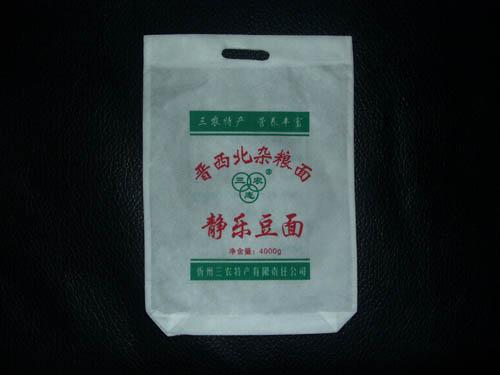 三农特产 营养丰富
晋西北杂粮面
三农
志
®
静乐豆面
净含量：4000g
忻州三农特产有限责任公司